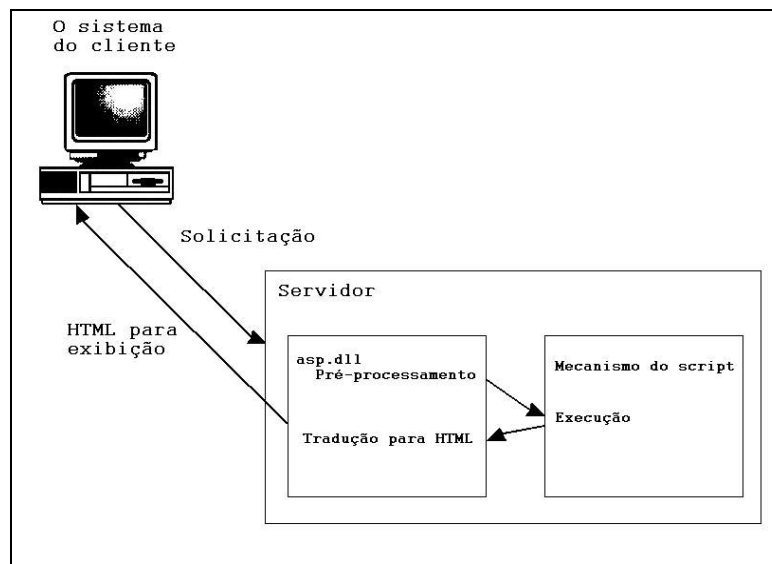 O sistema
do cliente
Solicitação
Servidor
HTML para
exibição
asp.dll
Pré-processamento
Mecanismo do script
Execução
Tradução para HTML